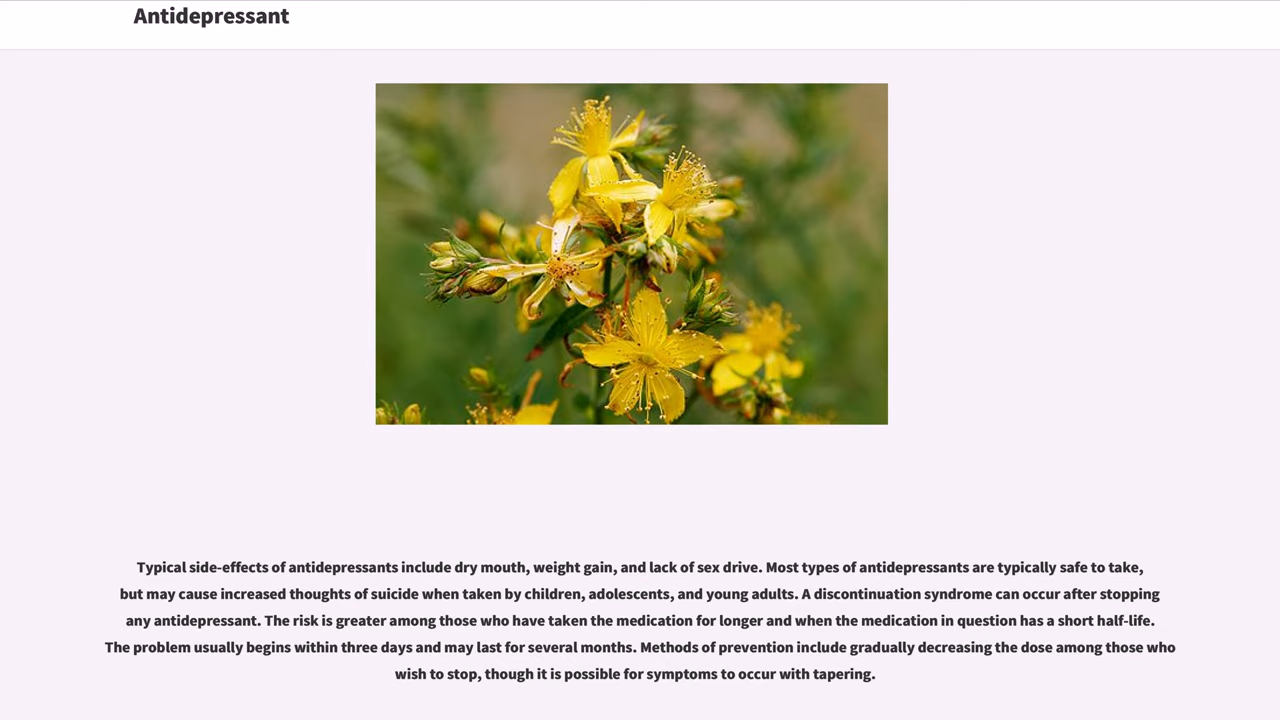 Antidepressant
Typical side-effects of antidepressants include dry mouth, weight gain, and lack of sex drive. Most types of antidepressants are typically safe to take,
but may cause increased thoughts of suicide when taken by children, adolescents, and young adults. A discontinuation syndrome can occur after stopping
any antidepressant. The risk is greater among those who have taken the medication for longer and when the medication in question has a short half-life.
The problem usually begins within three days and may last for several months. Methods of prevention include gradually decreasing the dose among those who
wish to stop, though it is possible for symptoms to occur with tapering.